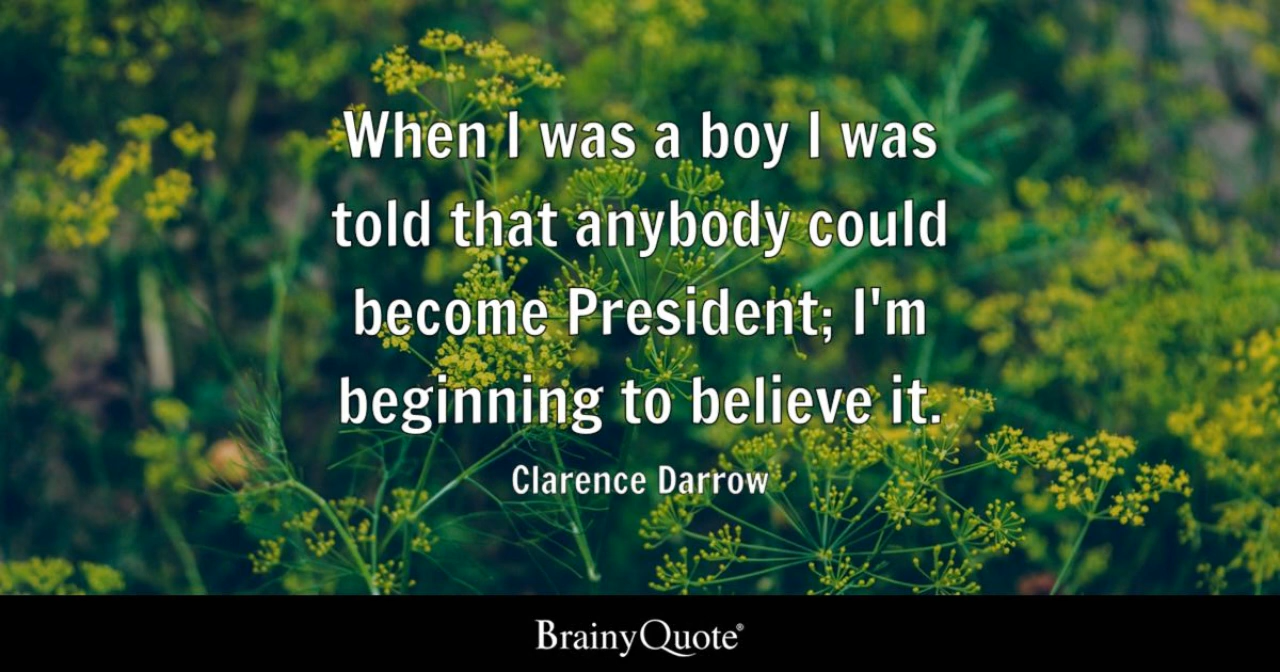 When I was a boy I was
told that anybody could
become President; I'm
beginning to believe it.
Clarence Darrow
BrainyQuote®